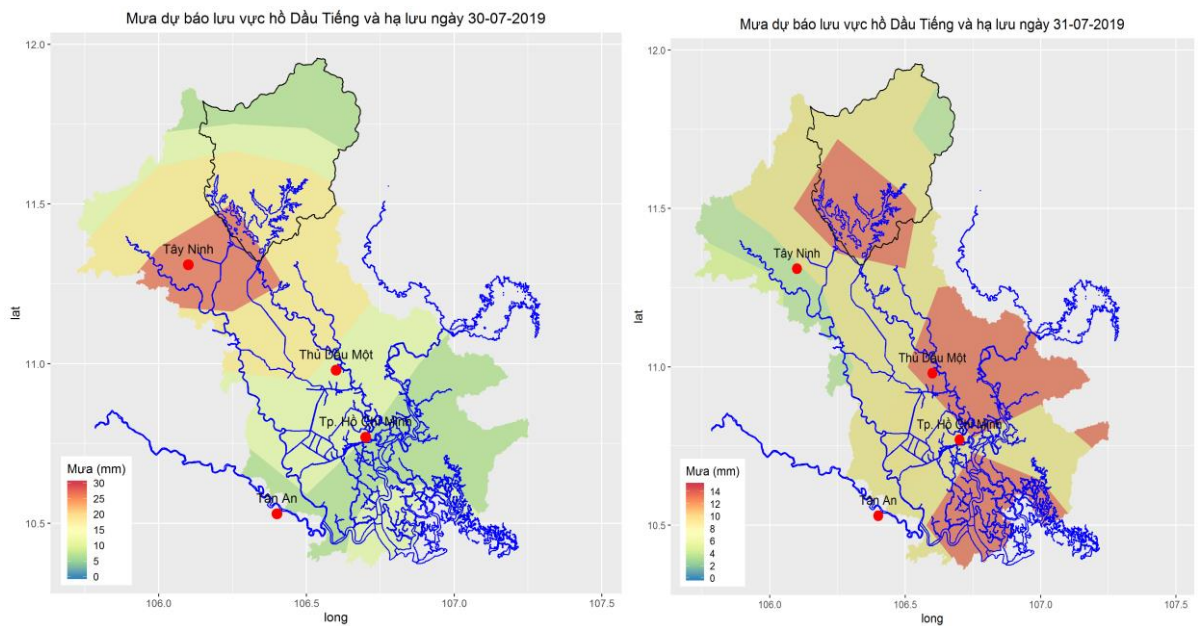 Mưa dự báo lưu vực hồ Dầu Tiếng và hạ lưu ngày 30-07-2019
12.0
11.5
11.0
10.5
lat
Tây Ninh
Thủ Dầu Một
Tp. Hồ Chí Minh
Tân An
Mưa (mm)
30
25
20
15
10
5
0
106.0
106.5
107.0
107.5
long
Mưa dự báo lưu vực hồ Dầu Tiếng và hạ lưu ngày 31-07-2019
12.0
11.5
11.0
10.5
lat
Tây Ninh
Thủ Dầu Một
Tp. Hồ Chí Minh
Tân An
Mưa (mm)
14
12
10
8
6
4
2
0
106.0
106.5
107.0
107.5
long